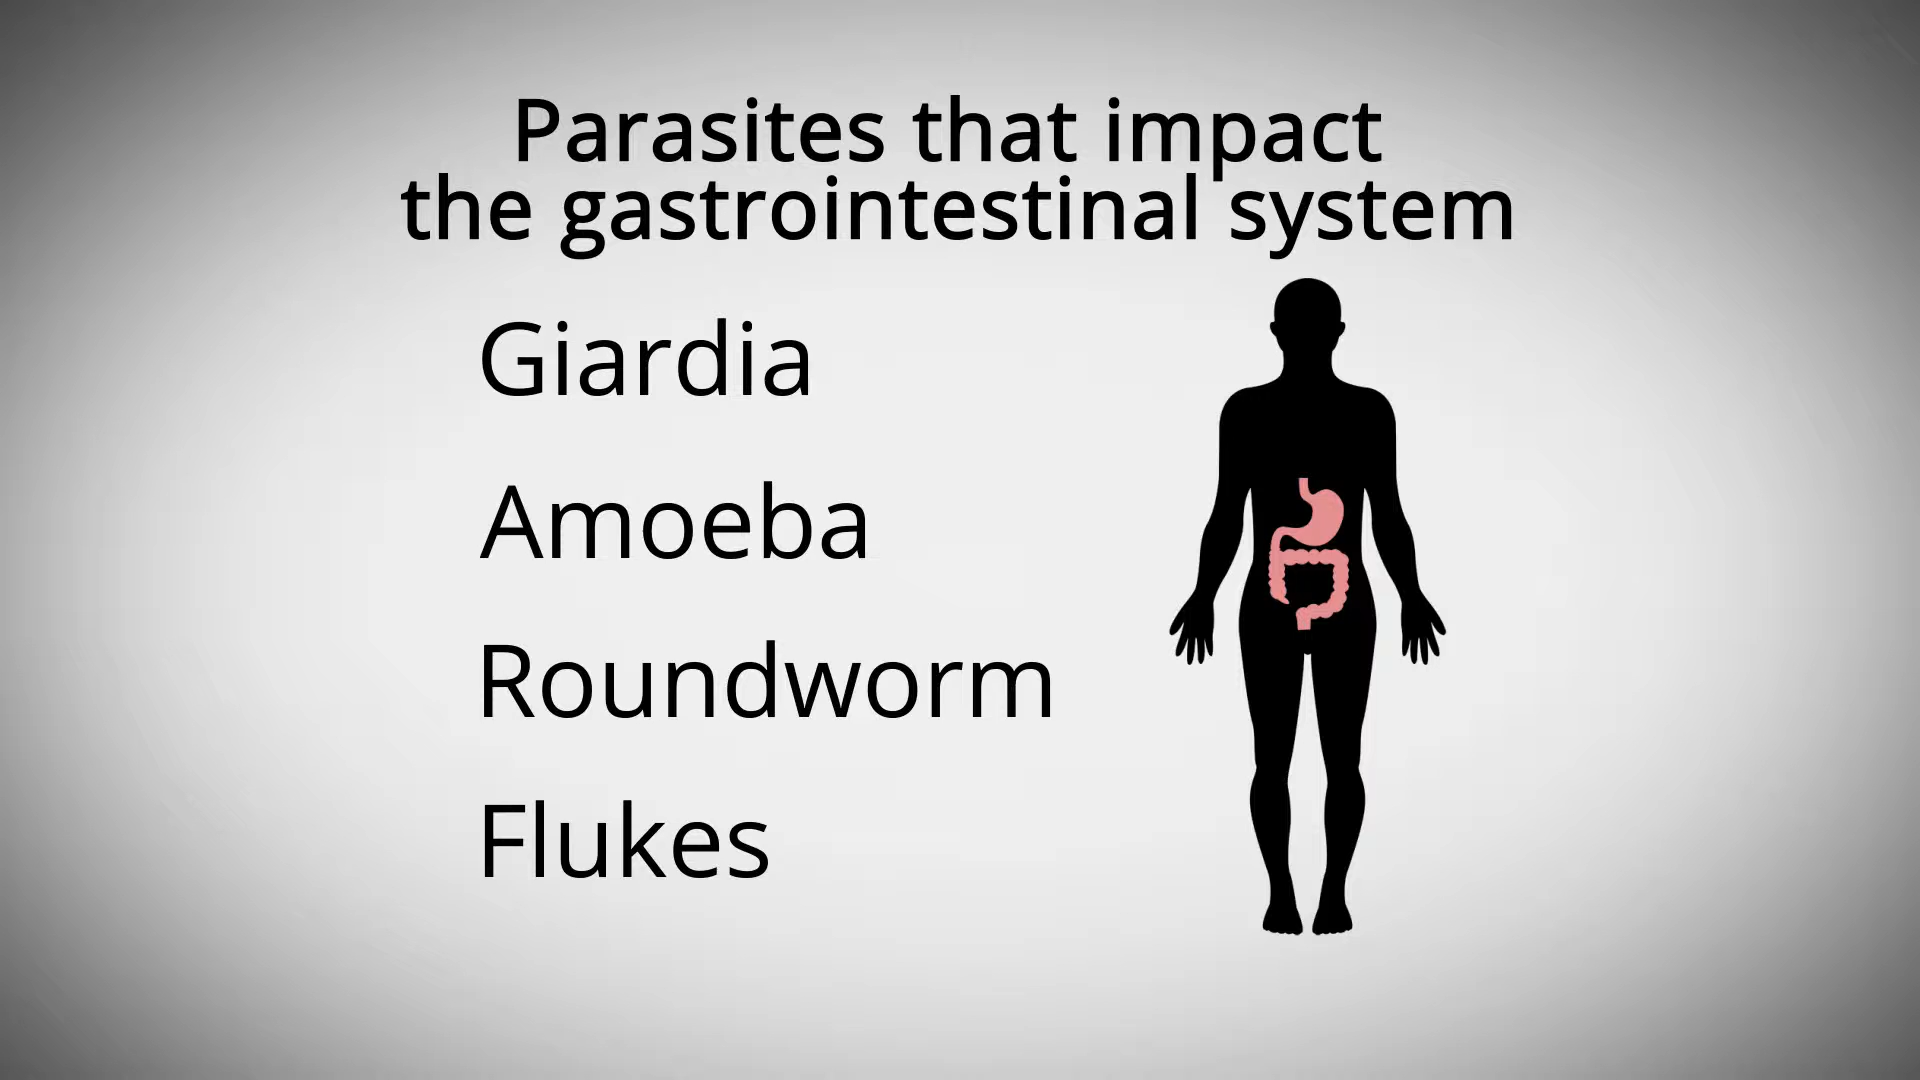 Parasites that impact
the gastrointestinal system
Giardia
Amoeba
Roundworm
Flukes